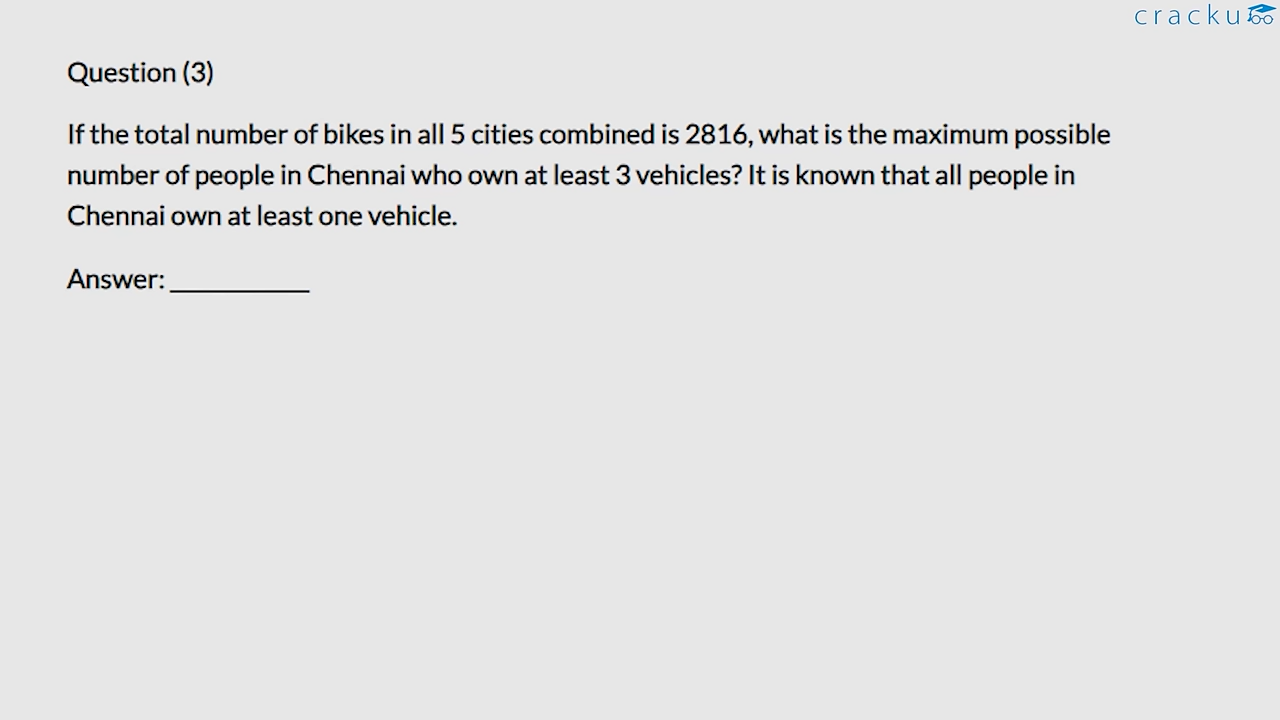 cracku
Question (3)
If the total number of bikes in all 5 cities combined is 2816, what is the maximum possible
number of people in Chennai who own at least 3 vehicles? It is known that all people in
Chennai own at least one vehicle.
Answer: __________